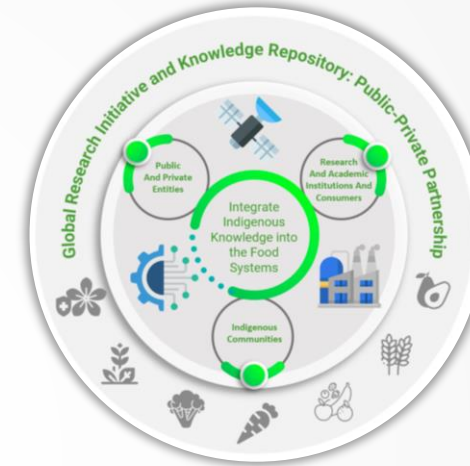 Global Research Initiative and Knowledge Repository: Public-Private Partnership
Public
And Private
Entities
Research
And Academic
Institutions And
Consumers
Integrate
Indigenous
Knowledge into
the Food
Systems
Indigenous
Communities